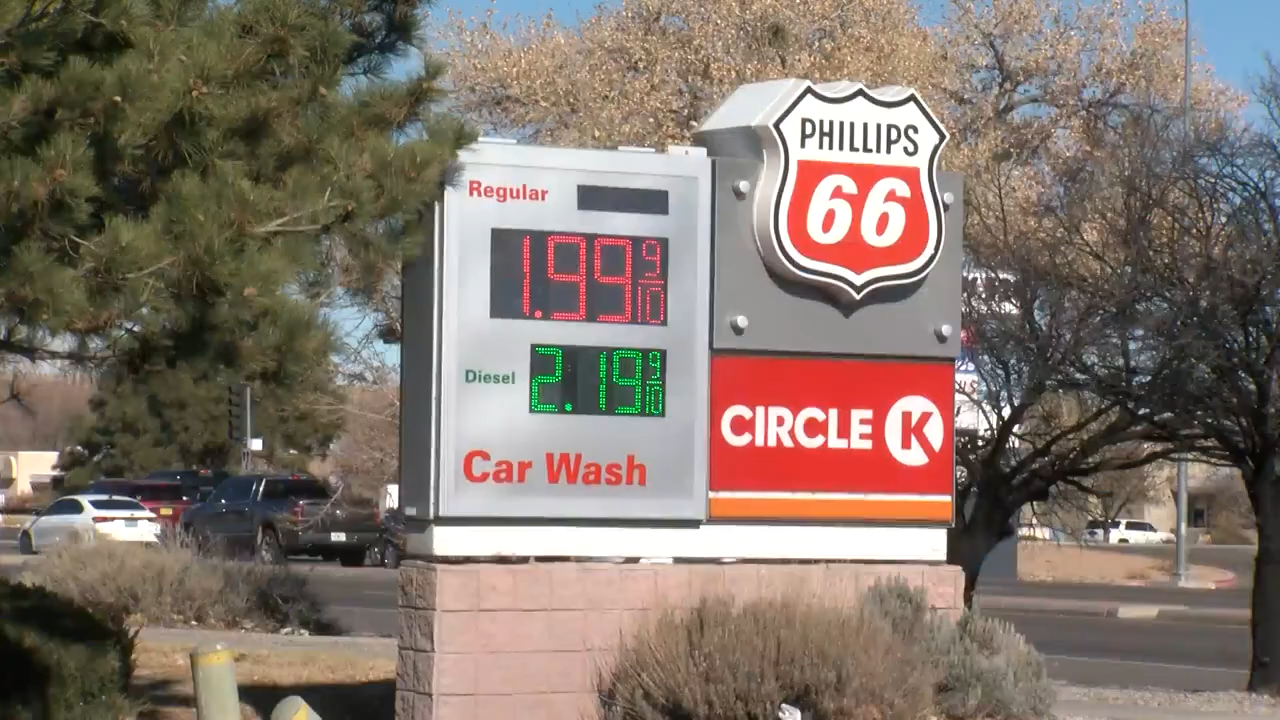 Regular
1.99 9/10
Diesel
2.19 9/10
Car Wash
PHILLIPS
66
CIRCLE K